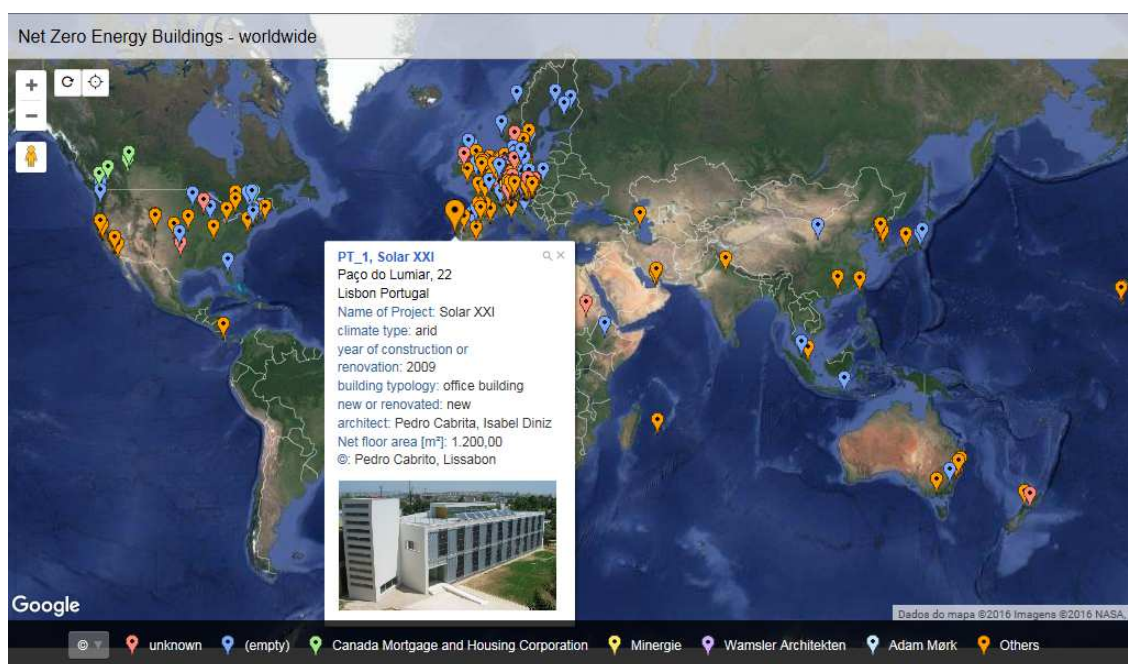 Net Zero Energy Buildings - worldwide
+
−
PT_1, Solar XXI
Paço do Lumiar, 22
Lisbon Portugal
Name of Project: Solar XXI
climate type: arid
year of construction or
renovation: 2009
building typology: office building
new or renovated: new
architect: Pedro Cabrita, Isabel Diniz
Net floor area [m²]: 1.200,00
©: Pedro Cabrito, Lissabon
Google
Dados do mapa ©2016 Imagens ©2016 NASA,
© unknown (empty) Canada Mortgage and Housing Corporation Minergie Wamsler Architekten Adam Mørk Others